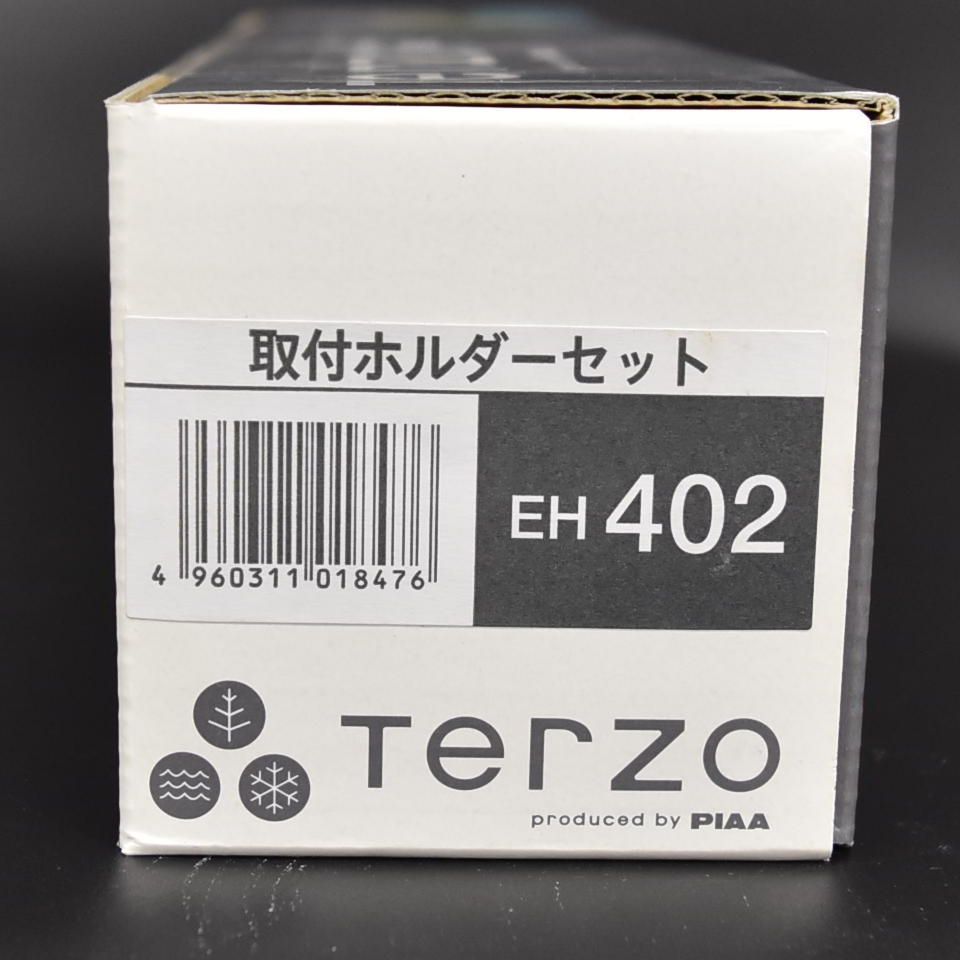 取付ホルダーセット
EH 402
4 960311 018476
Terzo
produced by PIAA